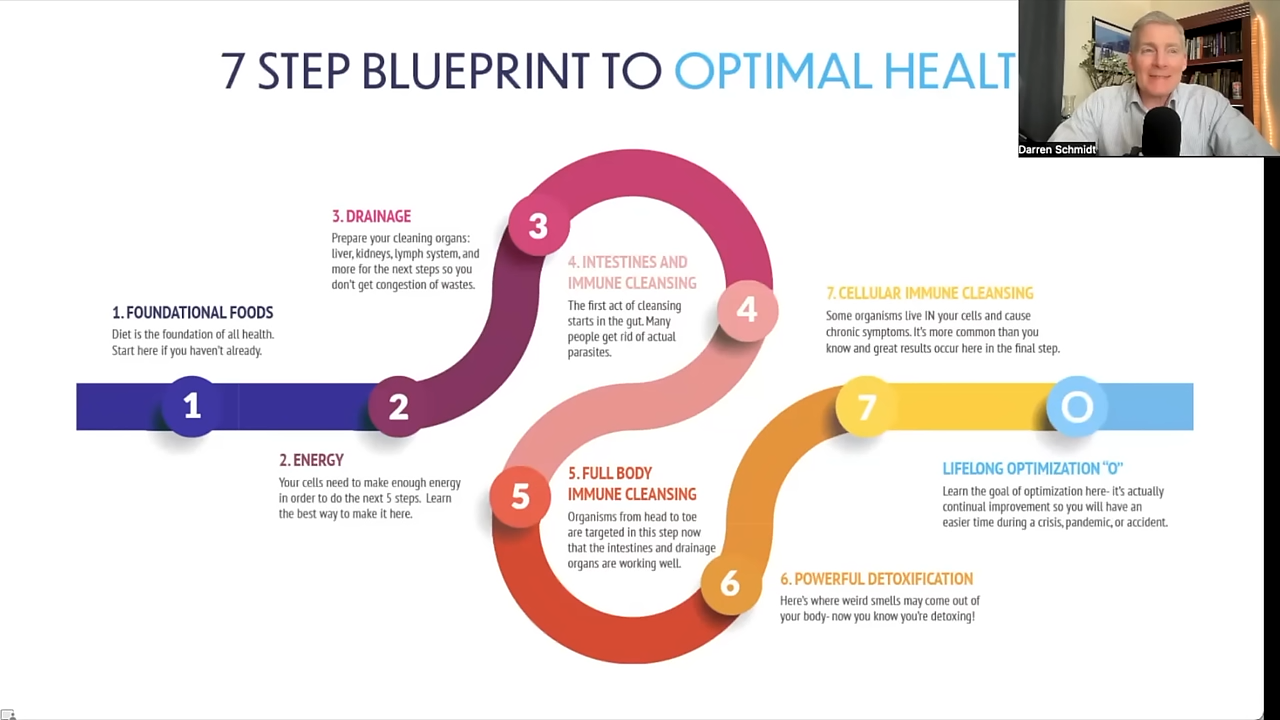 7 STEP BLUEPRINT TO OPTIMAL HEALT
Darren Schmidt
1. FOUNDATIONAL FOODS
Diet is the foundation of all health.
Start here if you haven't already.
1
2. ENERGY
Your cells need to make enough energy
in order to do the next 5 steps. Learn
the best way to make it here.
2
3. DRAINAGE
Prepare your cleaning organs:
liver, kidneys, lymph system, and
more for the next steps so you
don't get congestion of wastes.
3
4. INTESTINES AND
IMMUNE CLEANSING
The first act of cleansing
starts in the gut. Many
people get rid of actual
parasites.
4
5. FULL BODY
IMMUNE CLEANSING
Organisms from head to toe
are targeted in this step now
that the intestines and drainage
organs are working well.
5
6. POWERFUL DETOXIFICATION
Here's where weird smells may come out of
your body- now you know you're detoxing!
6
7. CELLULAR IMMUNE CLEANSING
Some organisms live IN your cells and cause
chronic symptoms. It's more common than you
know and great results occur here in the final step.
7
LIFELONG OPTIMIZATION "O"
Learn the goal of optimization here- it's actually
continual improvement so you will have an
easier time during a crisis, pandemic, or accident.
O